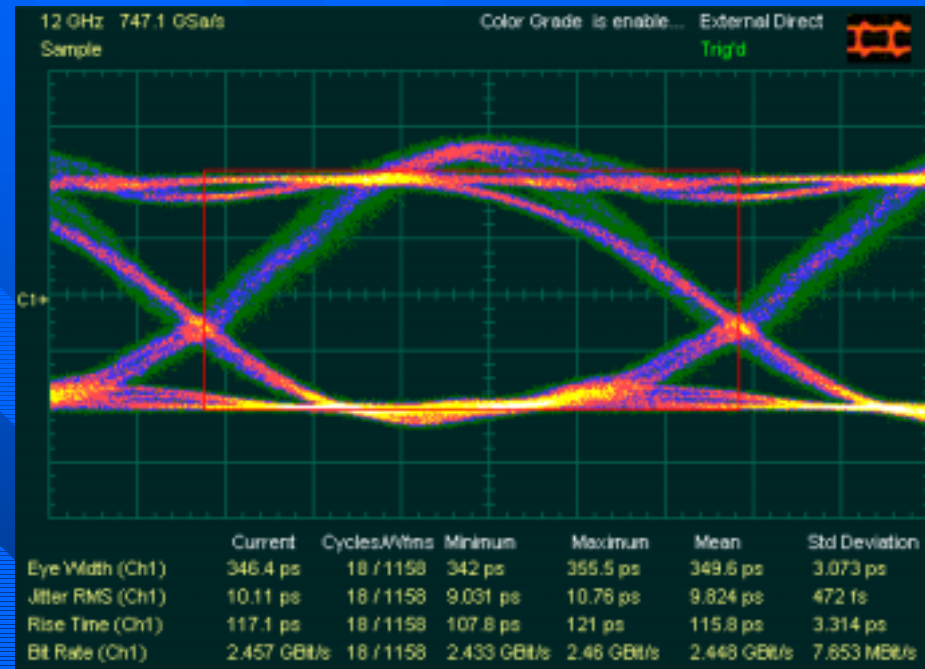 12 GHz 747.1 GSa/s Color Grade is enable... External Direct
Sample Trig'd
C1+
Current Cycles/Wfms Minimum Maximum Mean Std Deviation
Eye Width (Ch1) 346.4 ps 18 / 1158 342 ps 355.5 ps 349.6 ps 3.073 ps
Jitter RMS (Ch1) 10.11 ps 18 / 1158 9.031 ps 10.76 ps 9.824 ps 472 fs
Rise Time (Ch1) 117.1 ps 18 / 1158 107.8 ps 121 ps 115.8 ps 3.314 ps
Bit Rate (Ch1) 2.457 GBit/s 18 / 1158 2.433 GBit/s 2.46 GBit/s 2.448 GBit/s 7.653 MBit/s